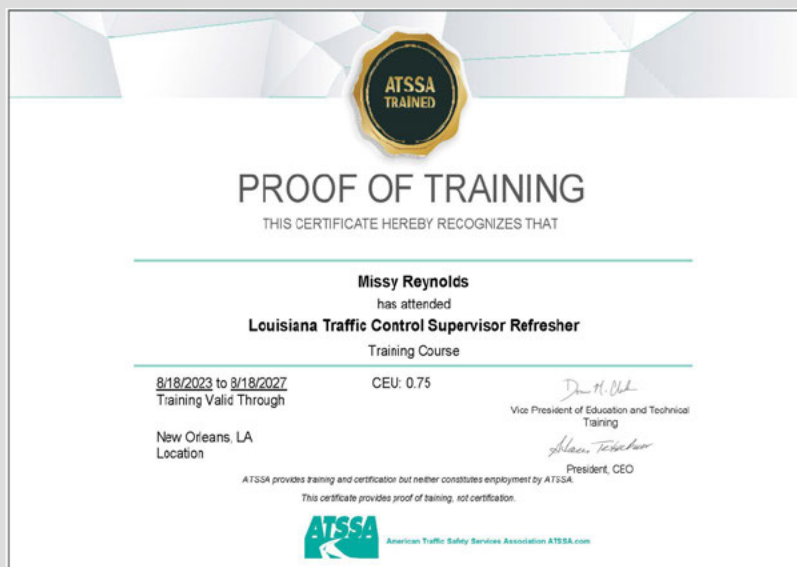 ATSSA
TRAINED
PROOF OF TRAINING
THIS CERTIFICATE HEREBY RECOGNIZES THAT
Missy Reynolds
has attended
Louisiana Traffic Control Supervisor Refresher
Training Course
8/18/2023 to 8/18/2027
Training Valid Through
CEU: 0.75
Vice President of Education and Technical
Training
New Orleans, LA
Location
President, CEO
ATSSA provides training and certification but neither constitutes employment by ATSSA.
This certificate provides proof of training, not certification.
ATSSA
American Traffic Safety Services Association ATSSA.com